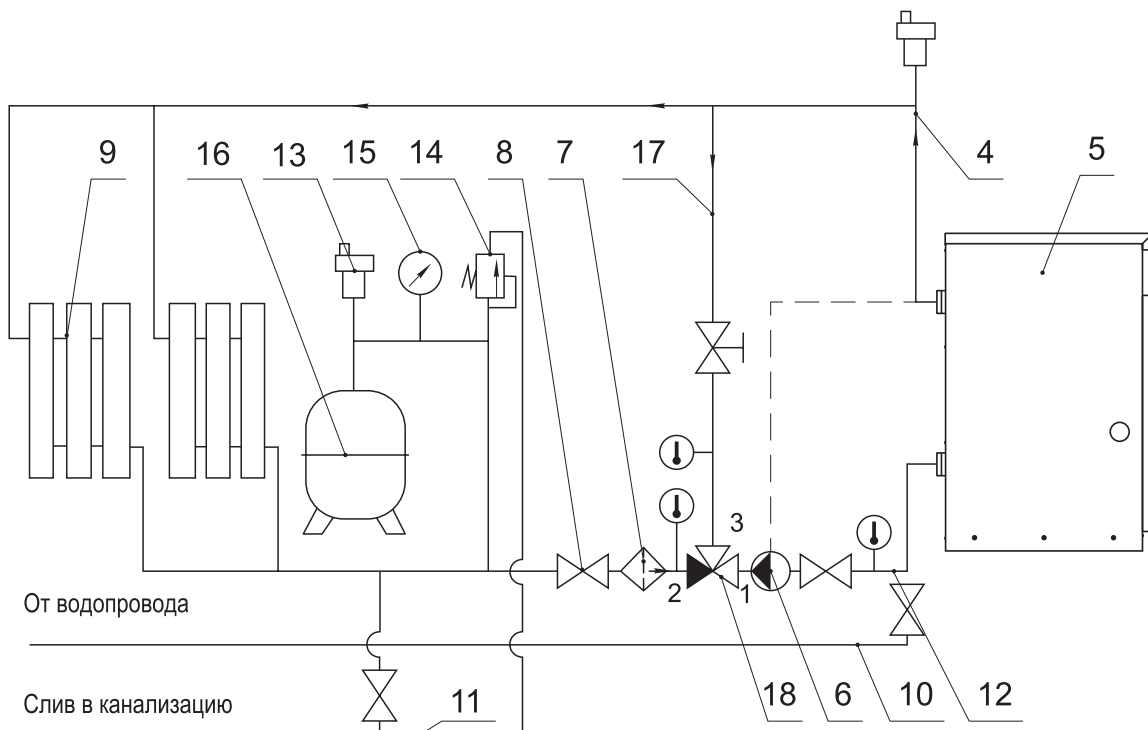 9 16 13 15 14 8 7 17 4 5
3
2 1
От водопровода
Слив в канализацию
11 18 6 10 12